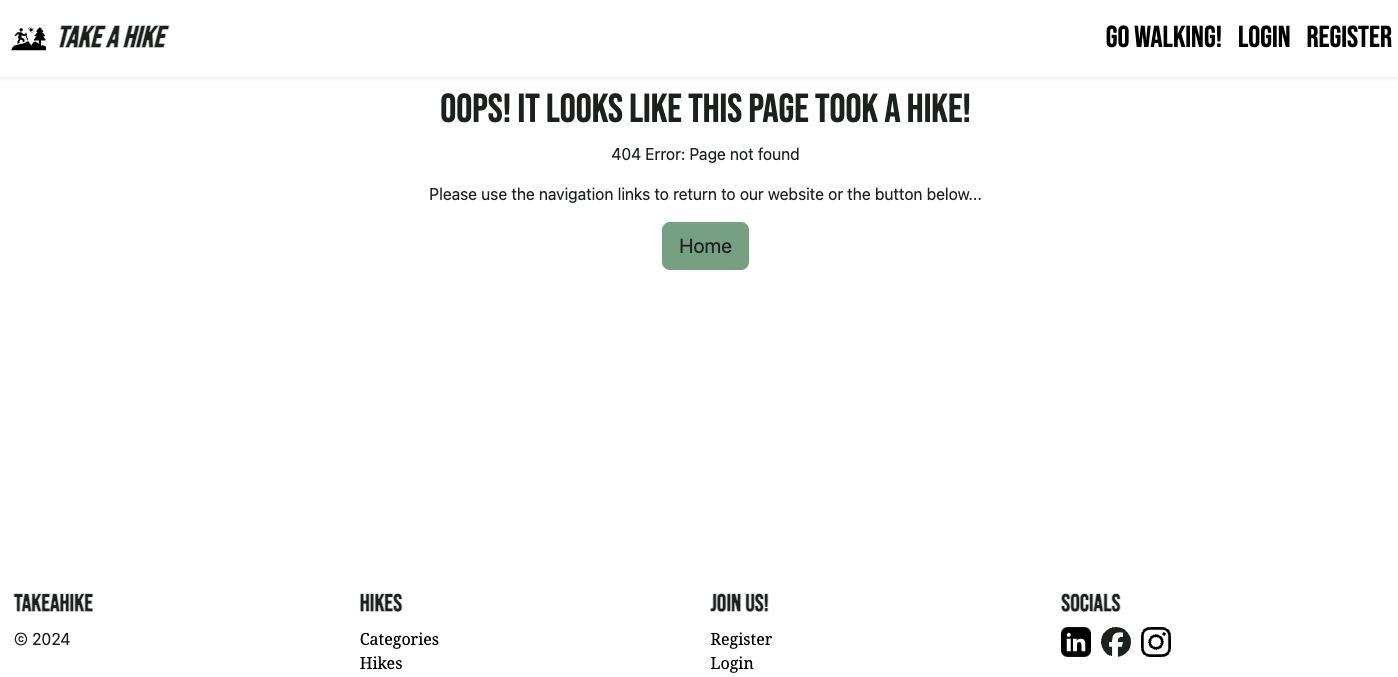 TAKE A HIKE
GO WALKING! LOGIN REGISTER
OOPS! IT LOOKS LIKE THIS PAGE TOOK A HIKE!
404 Error: Page not found
Please use the navigation links to return to our website or the button below...
Home
TAKEAHIKE
© 2024
HIKES
Categories
Hikes
JOIN US!
Register
Login
SOCIALS
in